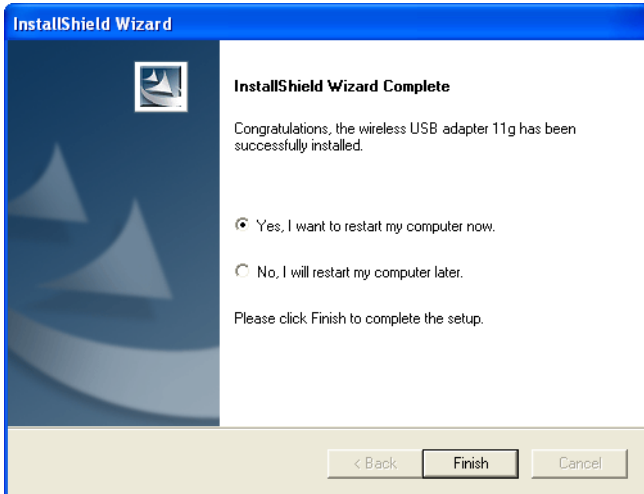 InstallShield Wizard
InstallShield Wizard Complete
Congratulations, the wireless USB adapter 11g has been
successfully installed.
Yes, I want to restart my computer now.
No, I will restart my computer later.
Please click Finish to complete the setup.
< Back
Finish
Cancel